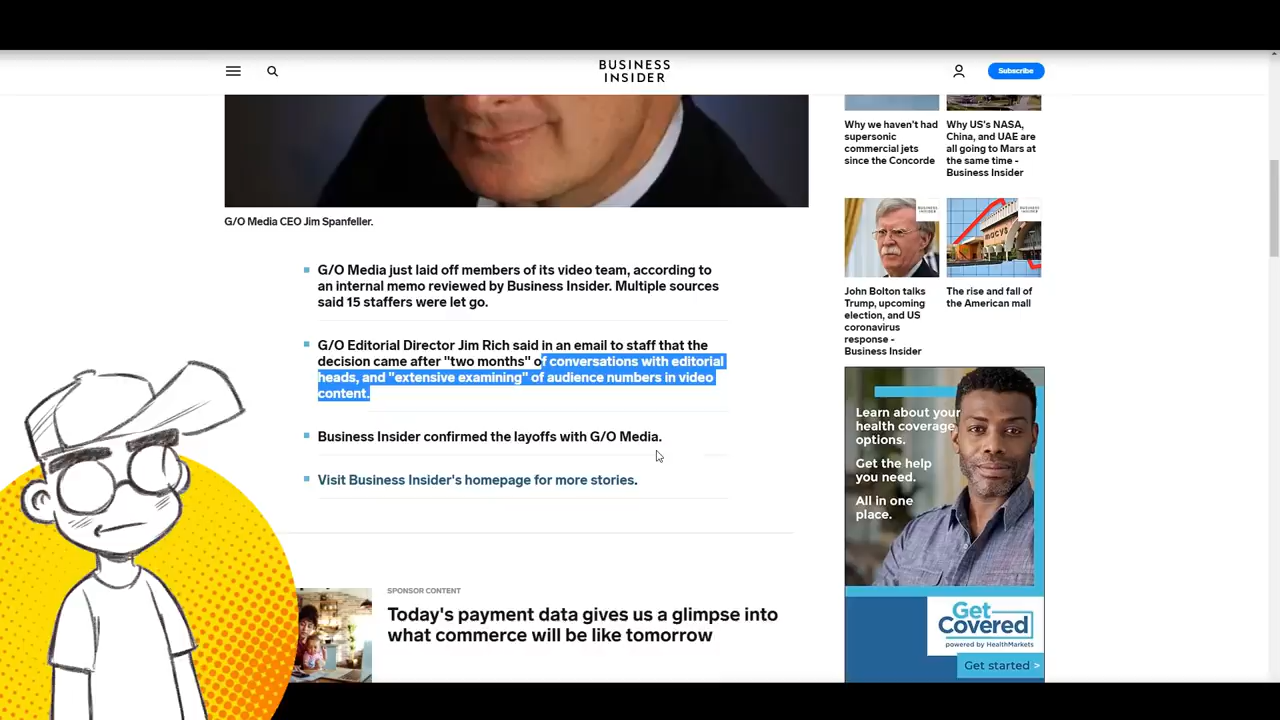 BUSINESS
INSIDER
Subscribe
G/O Media CEO Jim Spanfeller.
G/O Media just laid off members of its video team, according to
an internal memo reviewed by Business Insider. Multiple sources
said 15 staffers were let go.
G/O Editorial Director Jim Rich said in an email to staff that the
decision came after "two months" of conversations with editorial
heads, and "extensive examining" of audience numbers in video
content.
Business Insider confirmed the layoffs with G/O Media.
Visit Business Insider's homepage for more stories.
SPONSOR CONTENT
Today's payment data gives us a glimpse into
what commerce will be like tomorrow
Why we haven't had
supersonic
commercial jets
since the Concorde
Why US's NASA,
China, and UAE are
all going to Mars at
the same time -
Business Insider
BUSINESS
INSIDER
macy's
John Bolton talks
Trump, upcoming
election, and US
coronavirus
response -
Business Insider
The rise and fall of
the American mall
Learn about your
health coverage
options.
Get the help
you need.
All in one
place.
Get
Covered
powered by HealthMarkets
Get started >